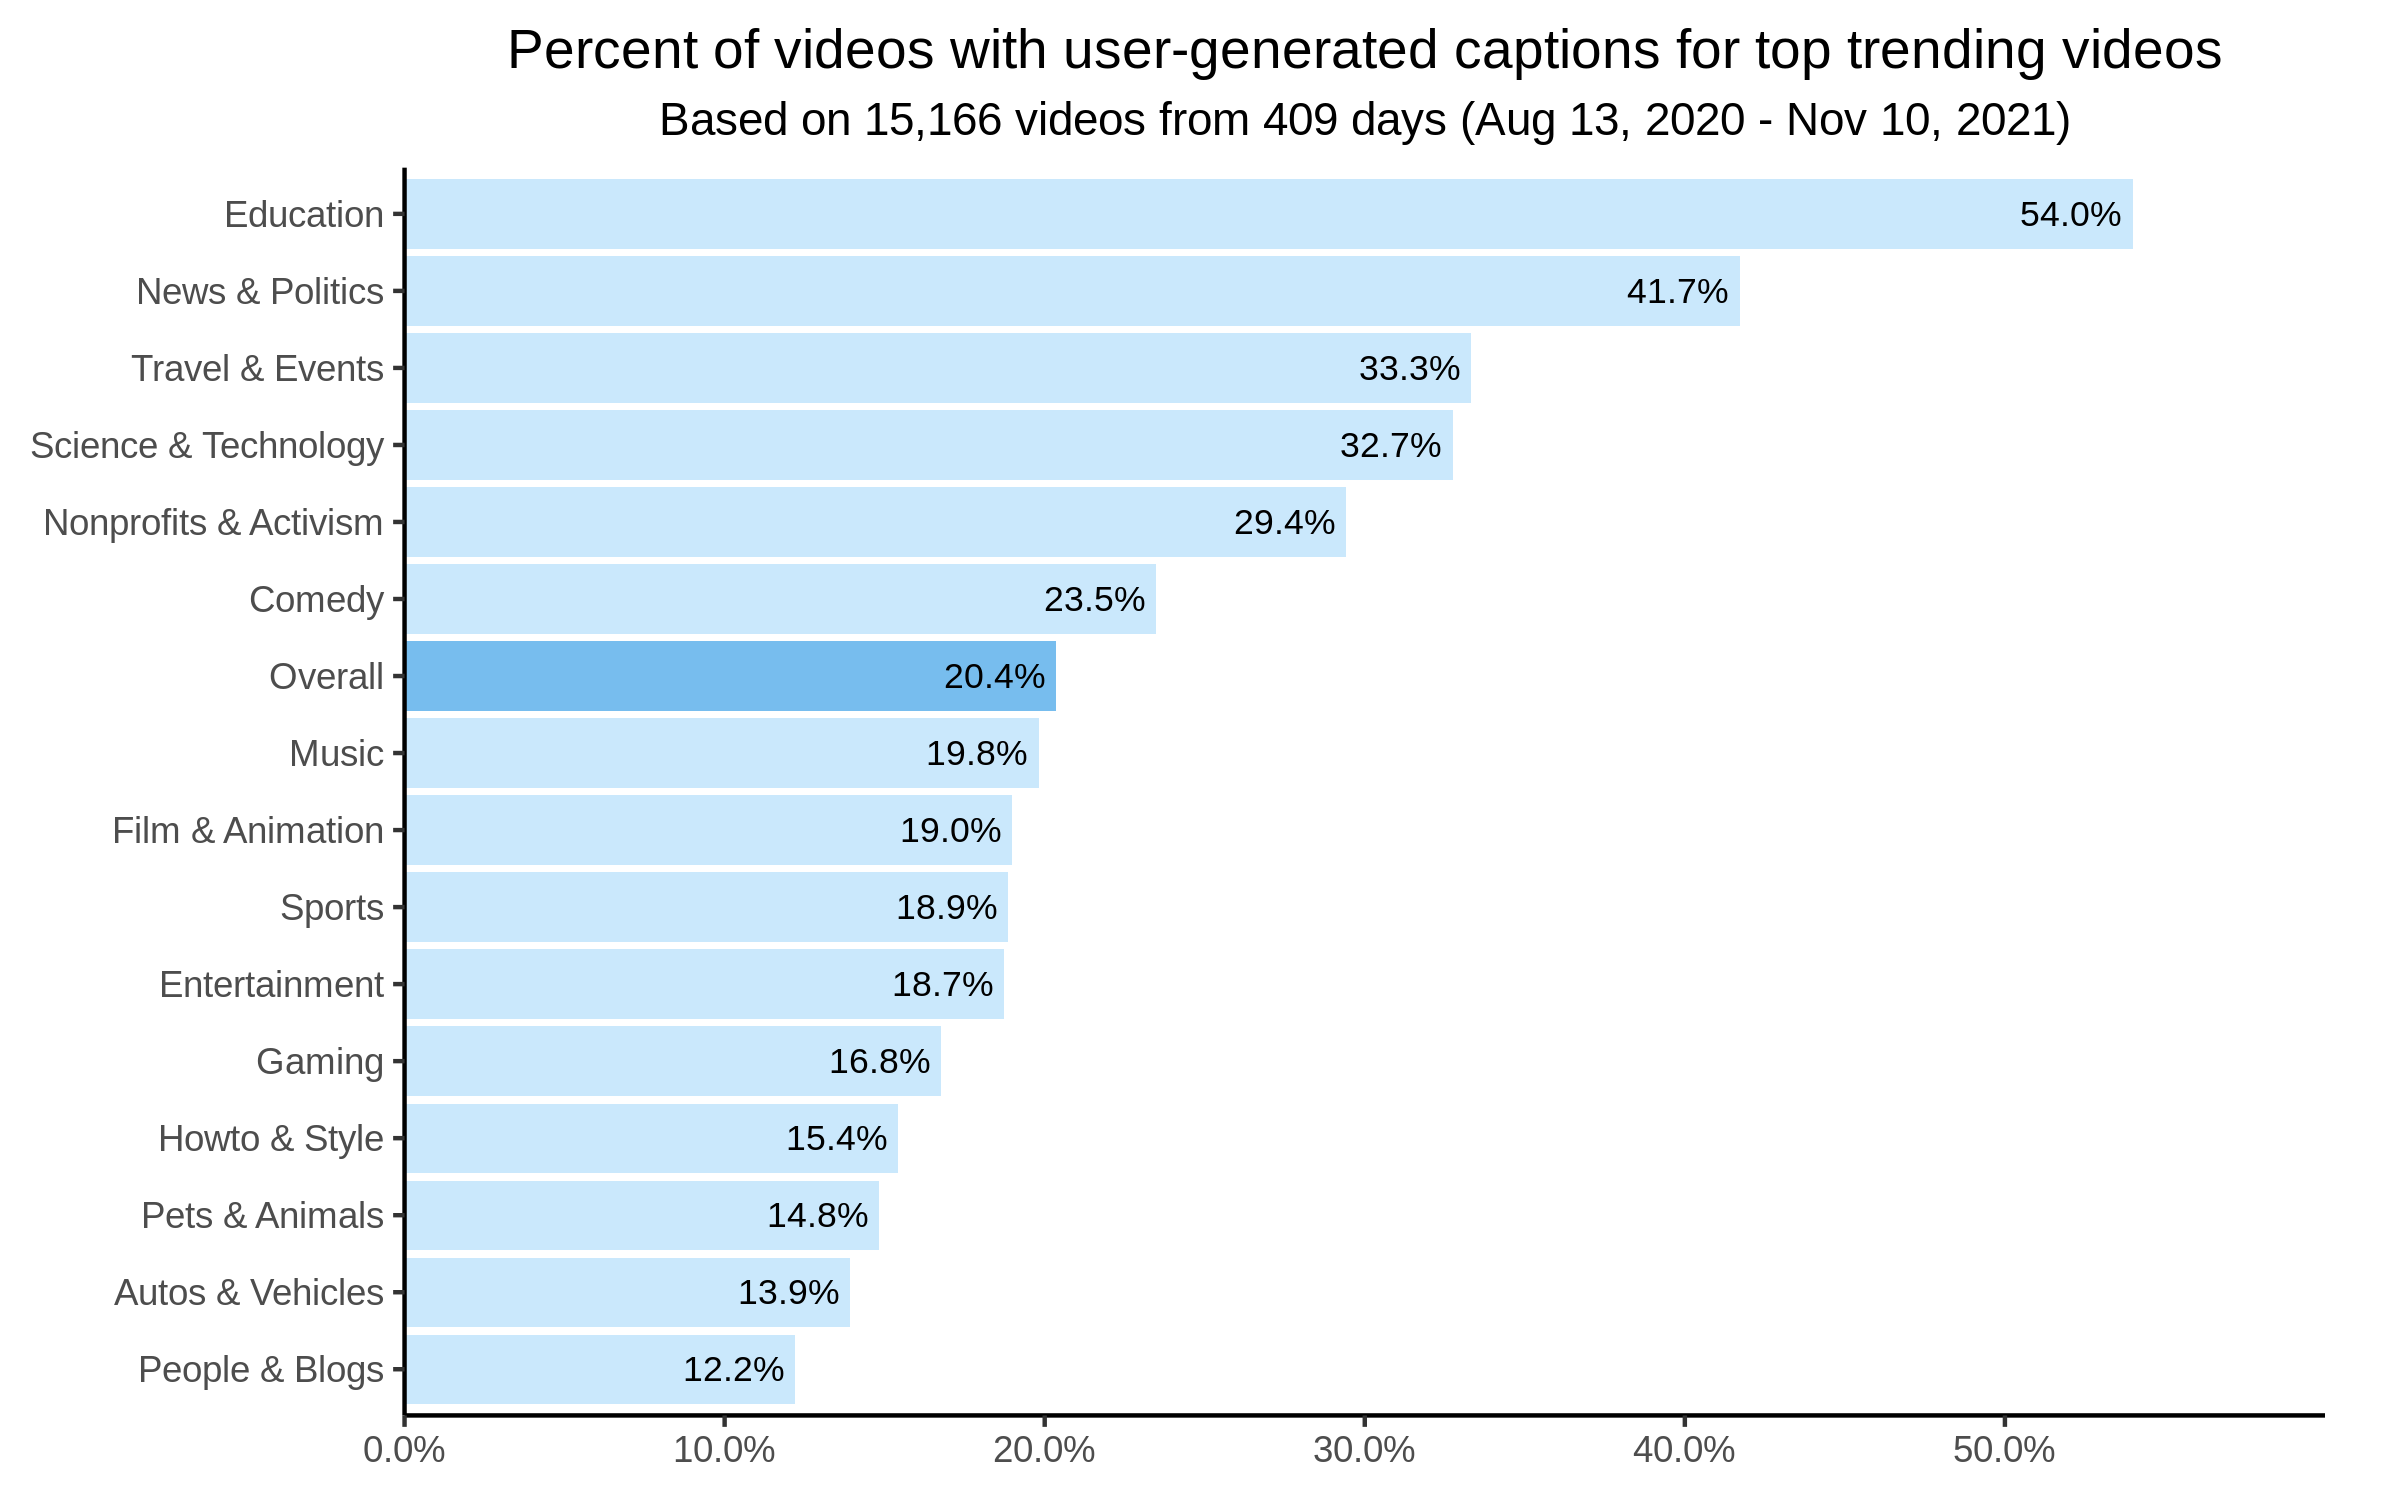 Percent of videos with user-generated captions for top trending videos
Based on 15,166 videos from 409 days (Aug 13, 2020 - Nov 10, 2021)
Education 54.0%
News & Politics 41.7%
Travel & Events 33.3%
Science & Technology 32.7%
Nonprofits & Activism 29.4%
Comedy 23.5%
Overall 20.4%
Music 19.8%
Film & Animation 19.0%
Sports 18.9%
Entertainment 18.7%
Gaming 16.8%
Howto & Style 15.4%
Pets & Animals 14.8%
Autos & Vehicles 13.9%
People & Blogs 12.2%
0.0% 10.0% 20.0% 30.0% 40.0% 50.0%